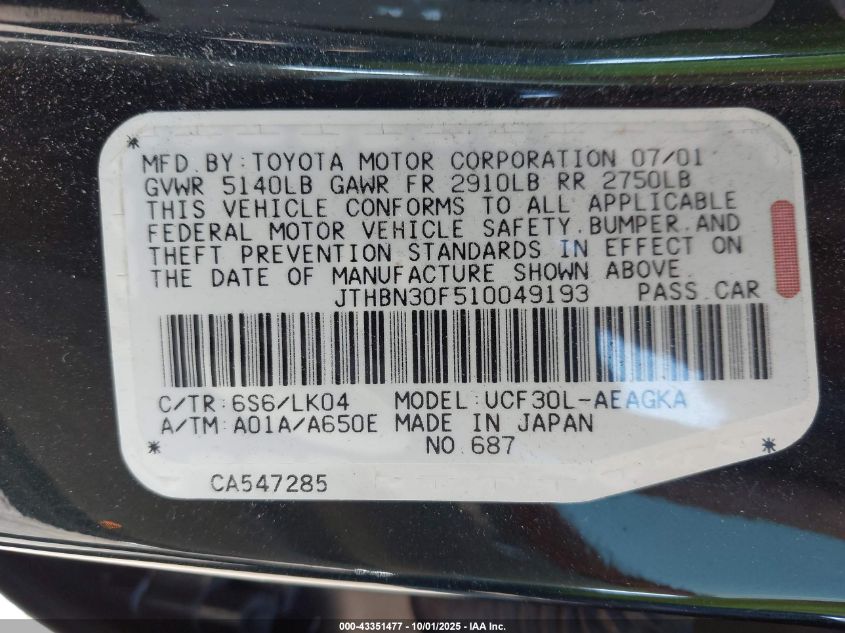 MFD. BY: TOYOTA MOTOR CORPORATION 07/01
GVWR 5140LB GAWR FR 2910LB RR 2750LB
THIS VEHICLE CONFORMS TO ALL APPLICABLE
FEDERAL MOTOR VEHICLE SAFETY, BUMPER, AND
THEFT PREVENTION STANDARDS IN EFFECT ON
THE DATE OF MANUFACTURE SHOWN ABOVE.
JTHBN30F510049193 PASS. CAR
C/TR: 6S6/LK04 MODEL: UCF30L-AEAGKA
A/TM: A01A/A650E MADE IN JAPAN
NO. 687
CA547285
000-43351477 - 10/01/2025 - IAA Inc.